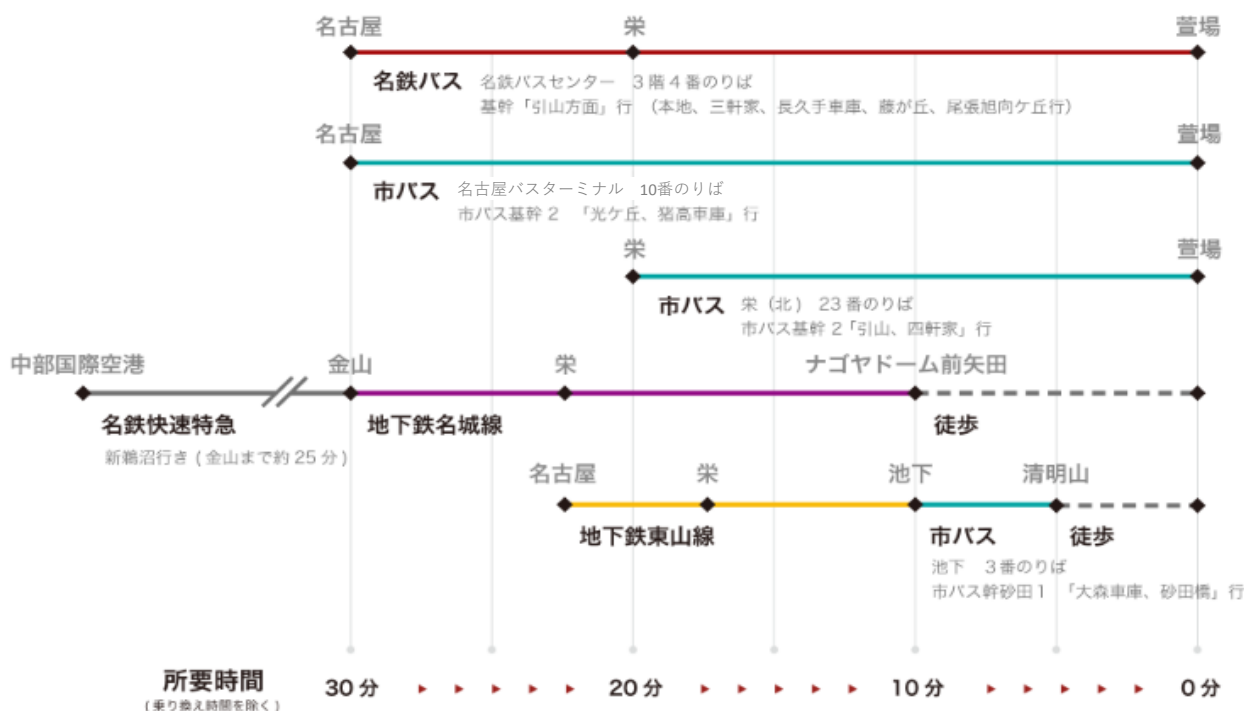 名古屋 栄 萱場
名鉄バス 名鉄バスセンター 3階4番のりば
基幹「引山方面」行 (本地、三軒家、長久手車庫、藤が丘、尾張旭向ケ丘行)
名古屋 萱場
市バス 名古屋バスターミナル 10番のりば
市バス基幹2 「光ケ丘、猪高車庫」行
栄 萱場
市バス 栄(北) 23番のりば
市バス基幹2「引山、四軒家」行
中部国際空港 金山 栄 ナゴヤドーム前矢田
名鉄快速特急 地下鉄名城線 徒歩
新鵜沼行き(金山まで約25分)
名古屋 栄 池下 清明山
地下鉄東山線 市バス 徒歩
池下 3番のりば
市バス幹砂田1 「大森車庫、砂田橋」行
所要時間 30分 20分 10分 0分
(乗り換え時間を除く)